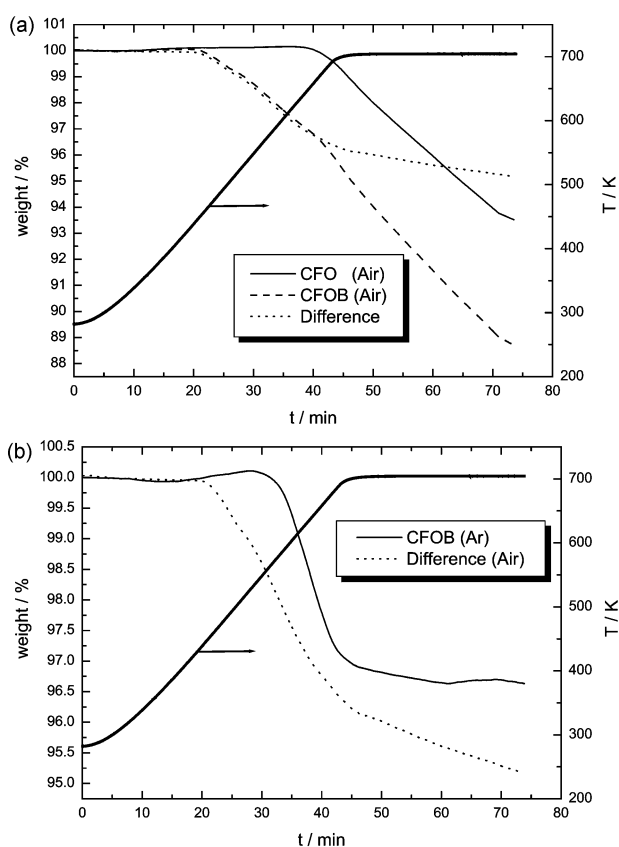 (a)
101
100
99
98
97
96
95
94
93
92
91
90
89
88
weight / %
700
600
500
400
300
200
T / K
CFO (Air)
CFOB (Air)
Difference
0 10 20 30 40 50 60 70 80
t / min
(b)
100.5
100.0
99.5
99.0
98.5
98.0
97.5
97.0
96.5
96.0
95.5
95.0
weight / %
700
600
500
400
300
200
T / K
CFOB (Ar)
Difference (Air)
0 10 20 30 40 50 60 70 80
t / min